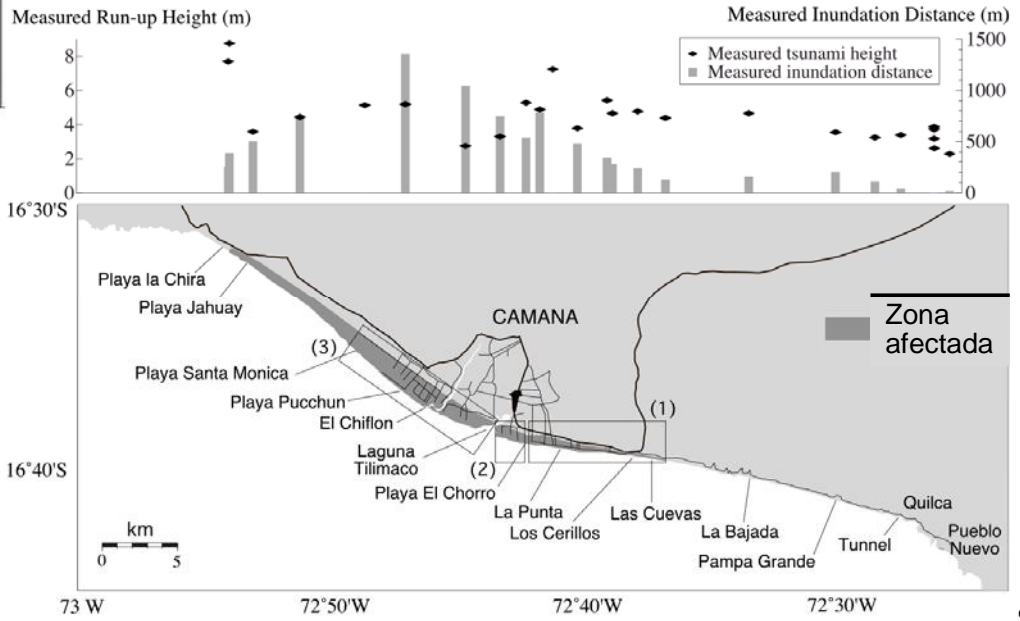 Measured Run-up Height (m)
Measured Inundation Distance (m)
8
6
4
2
0
1500
1000
500
0
Measured tsunami height
Measured inundation distance
16°30'S
Playa la Chira
Playa Jahuay
CAMANA
Zona
afectada
(3)
Playa Santa Monica
Playa Pucchun
El Chiflon
(1)
Laguna
Tilimaco
16°40'S
(2)
Playa El Chorro
La Punta
Las Cuevas
Los Cerillos
La Bajada
Quilca
Pampa Grande
Tunnel
Pueblo
Nuevo
km
0 5
73 W
72°50'W
72°40'W
72°30'W